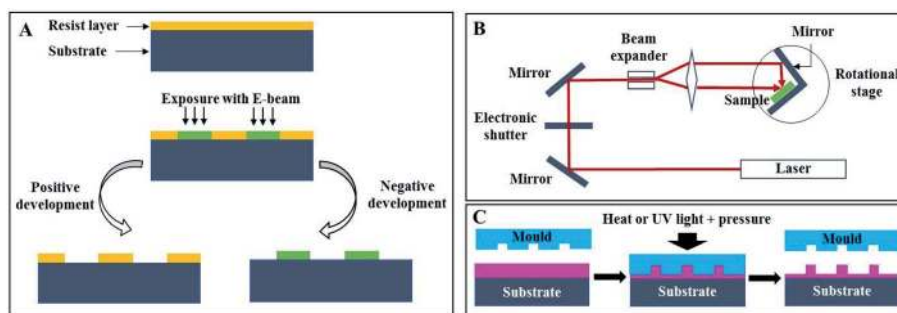 A
Resist layer
Substrate
Exposure with E-beam
Positive
development
Negative
development
B
Beam
expander
Mirror
Mirror
Rotational
stage
Sample
Electronic
shutter
Mirror
Laser
C
Heat or UV light + pressure
Mould
Substrate
Substrate
Mould
Substrate